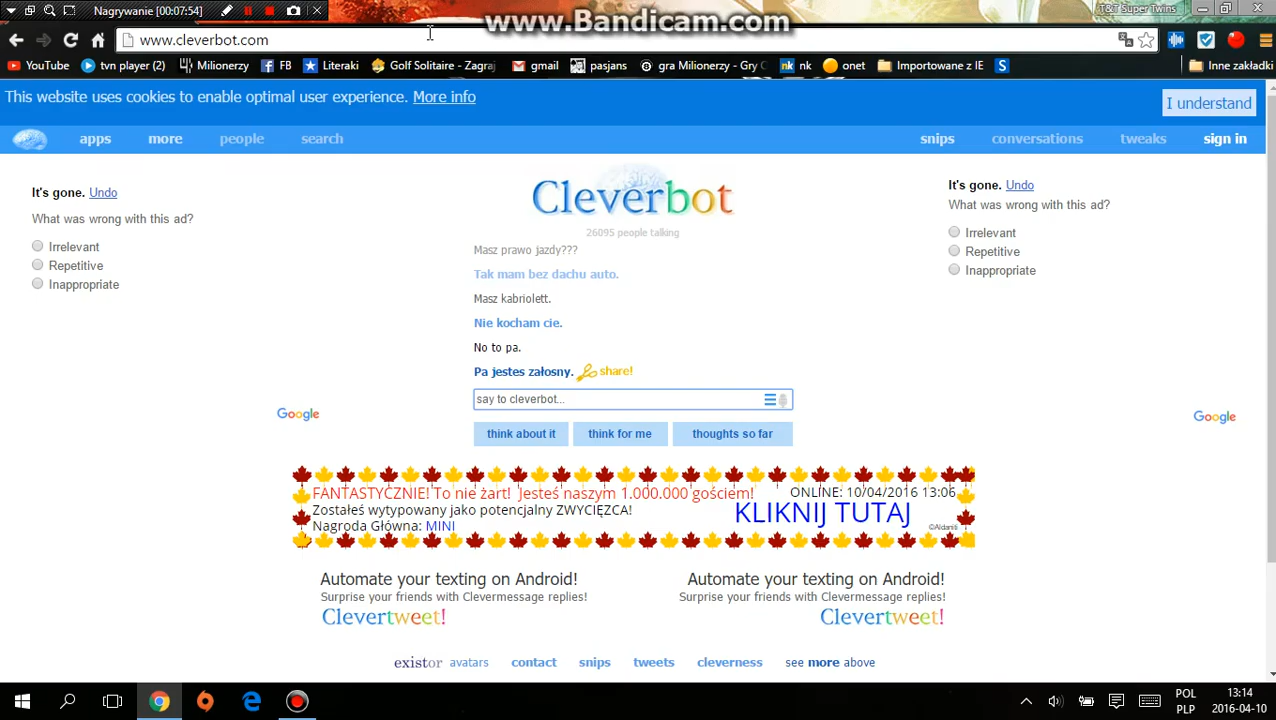 Nagrywanie [00:07:54]
www.Bandicam.com
T&T Super Twins
www.cleverbot.com
YouTube
tvn player (2)
Milionerzy
FB
Literaki
Golf Solitaire - Zagraj
gmail
pasjans
gra Milionerzy - Gry
nk
onet
Importowane z IE
Inne zakładki
This website uses cookies to enable optimal user experience. More info
I understand
apps more people search
snips conversations tweaks sign in
It's gone. Undo
What was wrong with this ad?
Irrelevant
Repetitive
Inappropriate
It's gone. Undo
What was wrong with this ad?
Irrelevant
Repetitive
Inappropriate
Cleverbot
26095 people talking
Masz prawo jazdy???
Tak mam bez dachu auto.
Masz kabriolett.
Nie kocham cie.
No to pa.
Pa jestes załosny. share!
say to cleverbot...
think about it
think for me
thoughts so far
Google
Google
FANTASTYCZNIE! To nie żart! Jesteś naszym 1.000.000 gościem!
ONLINE: 10/04/2016 13:06
Zostałeś wytypowany jako potencjalny ZWYCIĘZCA!
KLIKNIJ TUTAJ
Nagroda Główna: MINI
©Aldanis
Automate your texting on Android!
Surprise your friends with Clevermessage replies!
Clevertweet!
Automate your texting on Android!
Surprise your friends with Clevermessage replies!
Clevertweet!
existor avatars contact snips tweets cleverness see more above
POL
PLP
13:14
2016-04-10